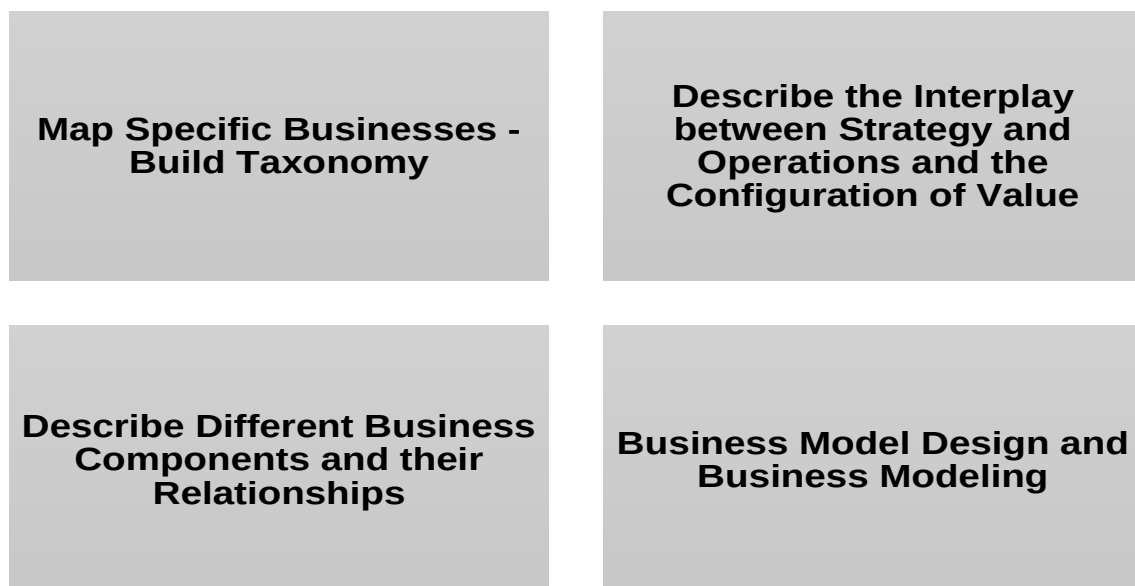 Map Specific Businesses -
Build Taxonomy
Describe the Interplay
between Strategy and
Operations and the
Configuration of Value
Describe Different Business
Components and their
Relationships
Business Model Design and
Business Modeling